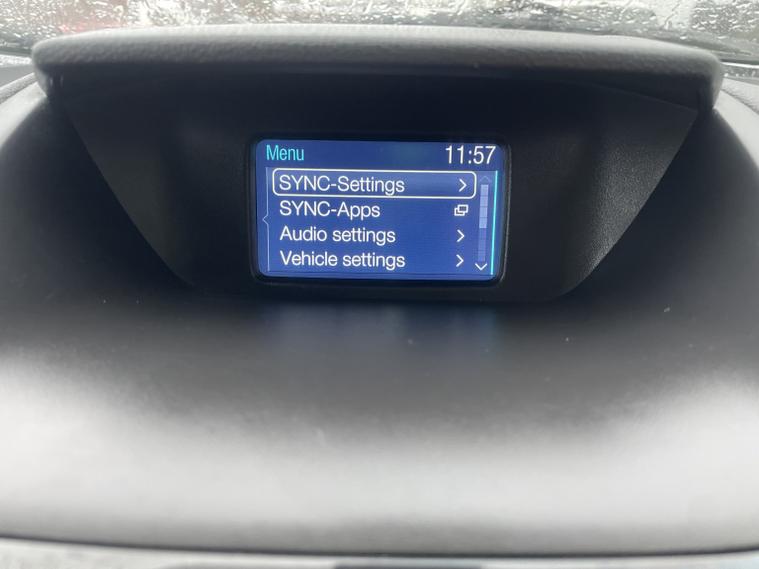 Menu 11:57
SYNC-Settings
SYNC-Apps
Audio settings
Vehicle settings